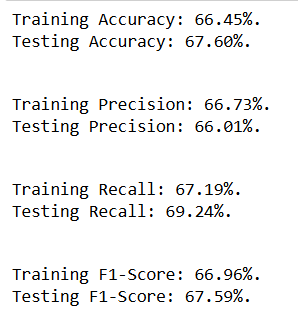 Training Accuracy: 66.45%.
Testing Accuracy: 67.60%.
Training Precision: 66.73%.
Testing Precision: 66.01%.
Training Recall: 67.19%.
Testing Recall: 69.24%.
Training F1-Score: 66.96%.
Testing F1-Score: 67.59%.